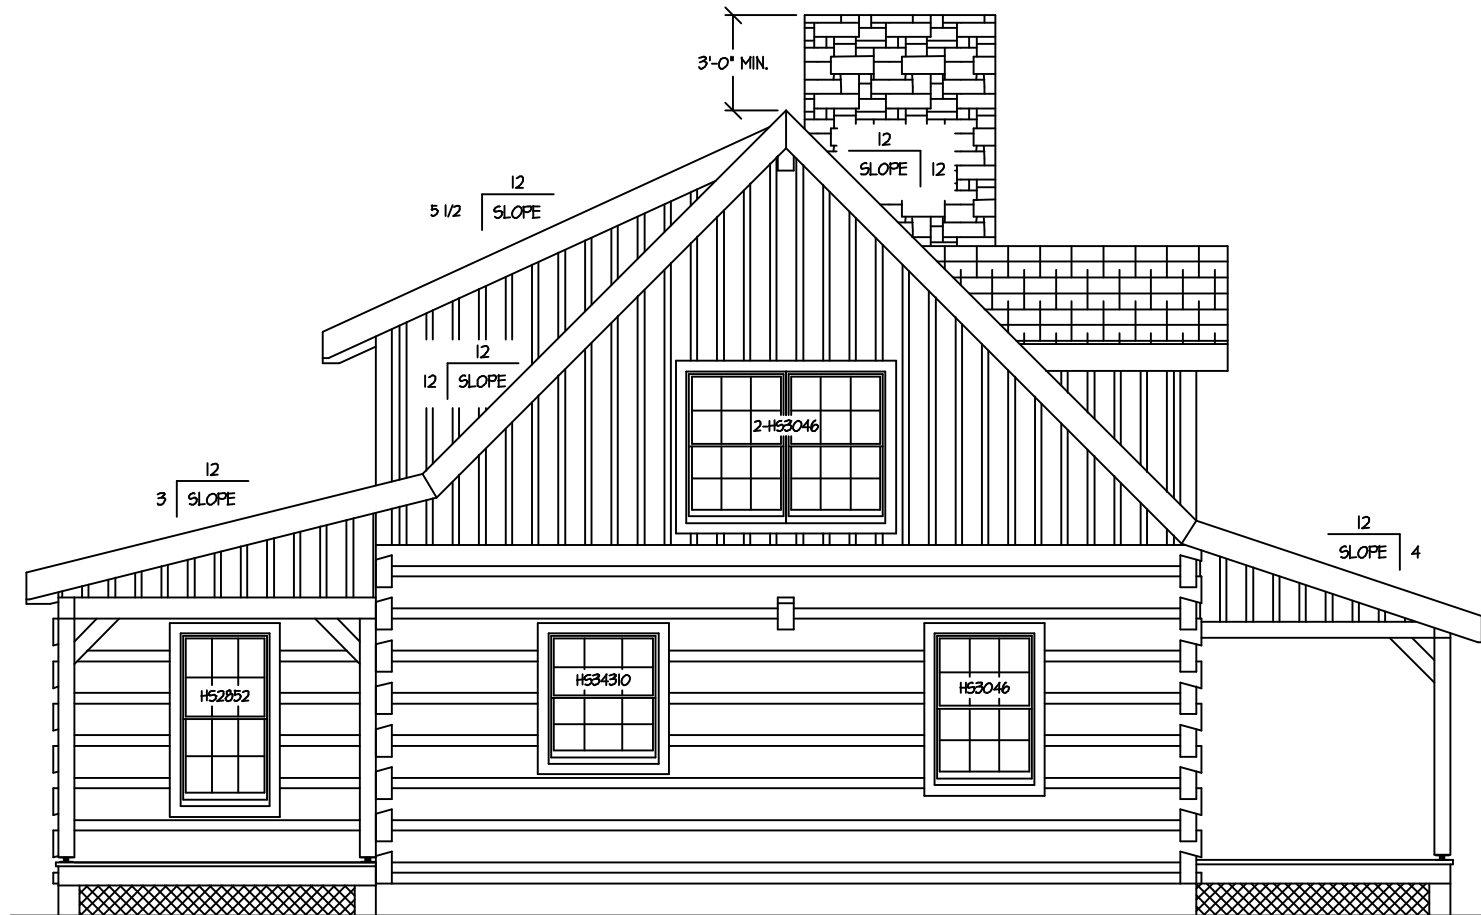 3'-0" MIN.
12
SLOPE 12
12
5 1/2 SLOPE
12
12 SLOPE
2-HS3046
12
3 SLOPE
12
SLOPE 4
HS2852
HS34310
HS3046